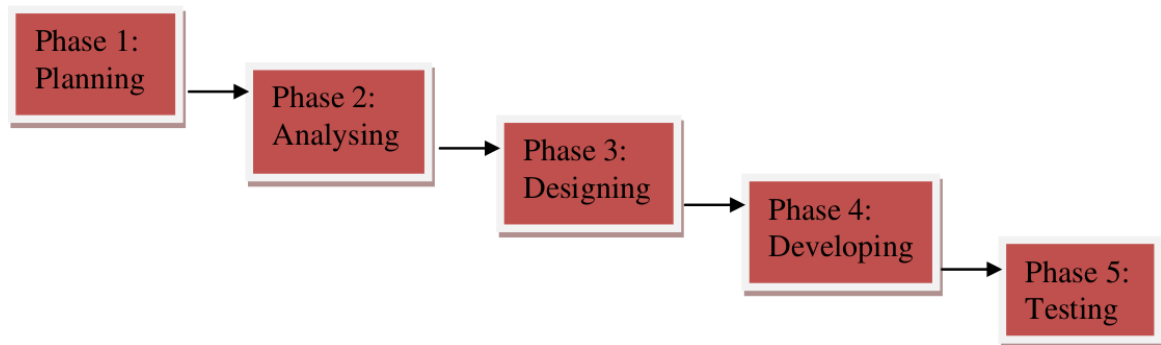 Phase 1:
Planning
Phase 2:
Analysing
Phase 3:
Designing
Phase 4:
Developing
Phase 5:
Testing